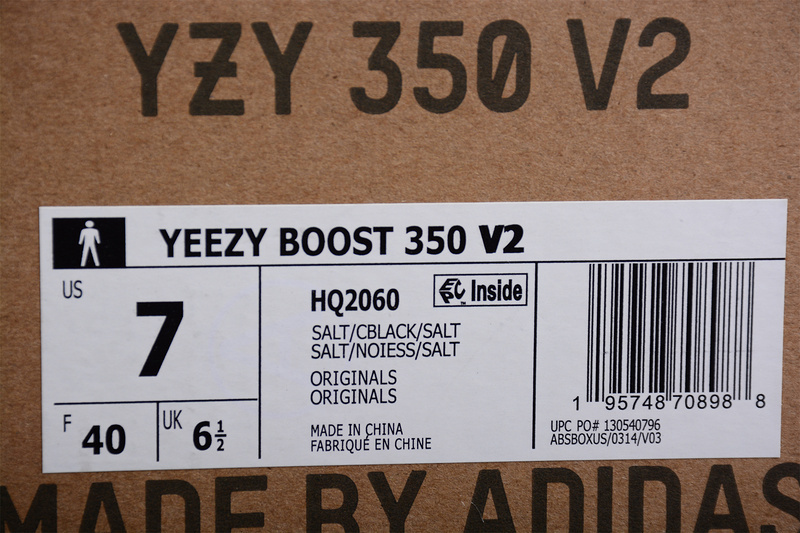 YZY 350 V2
YEEZY BOOST 350 V2
US
7
F
40
UK
6½
HQ2060
Inside
SALT/CBLACK/SALT
SALT/NOIESS/SALT
ORIGINALS
ORIGINALS
MADE IN CHINA
FABRIQUÉ EN CHINE
1 95748 70898 8
UPC PO# 130540796
ABSBOXUS/0314/V03
MADE BY ADIDAS